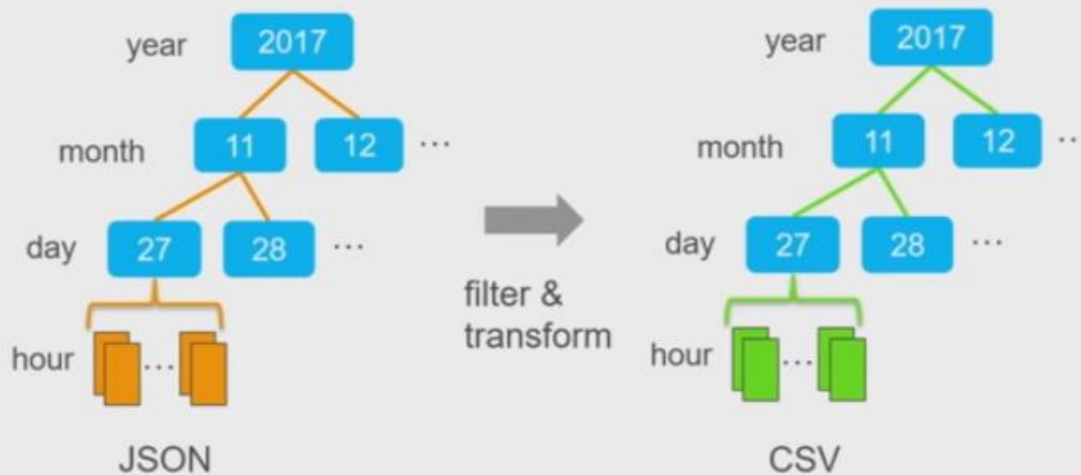 year 2017
month 11 12 ...
day 27 28 ...
hour ...
JSON
filter &
transform
year 2017
month 11 12 ...
day 27 28 ...
hour ...
CSV